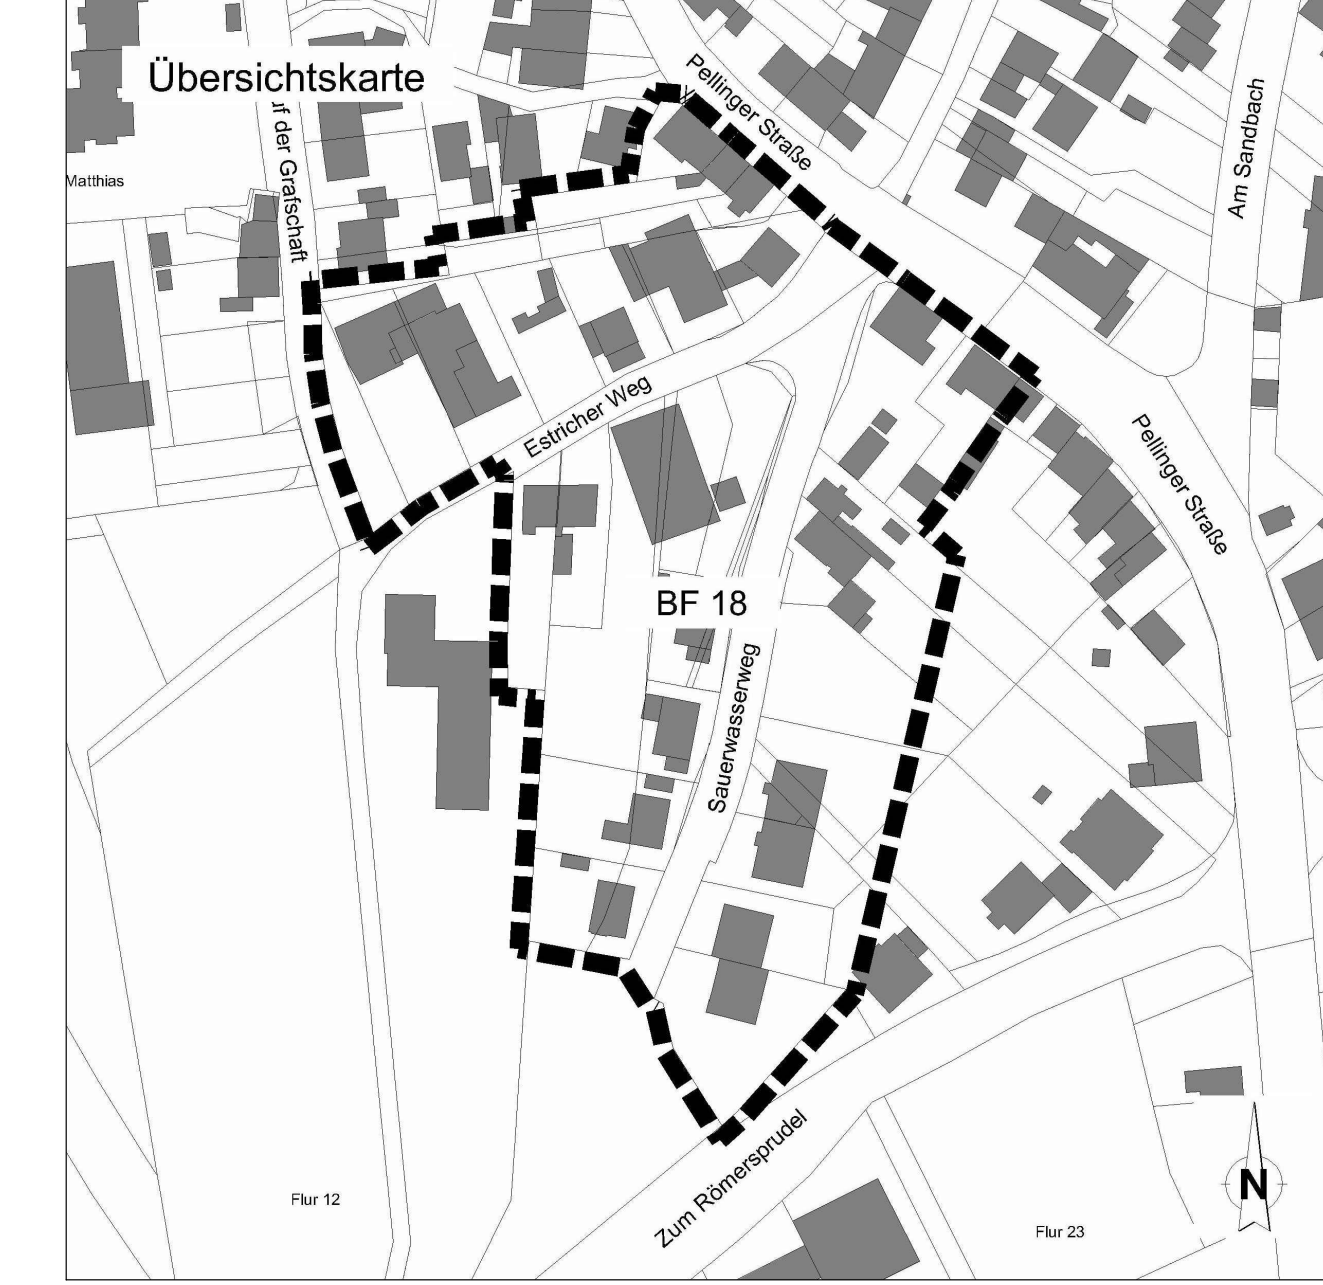 Übersichtskarte
Pellinger Straße
Am Sandbach
uf der Grafschaft
Matthias
Estricher Weg
Pellinger Straße
BF 18
Sauerwasserweg
Zum Römersprudel
Flur 12
Flur 23
N